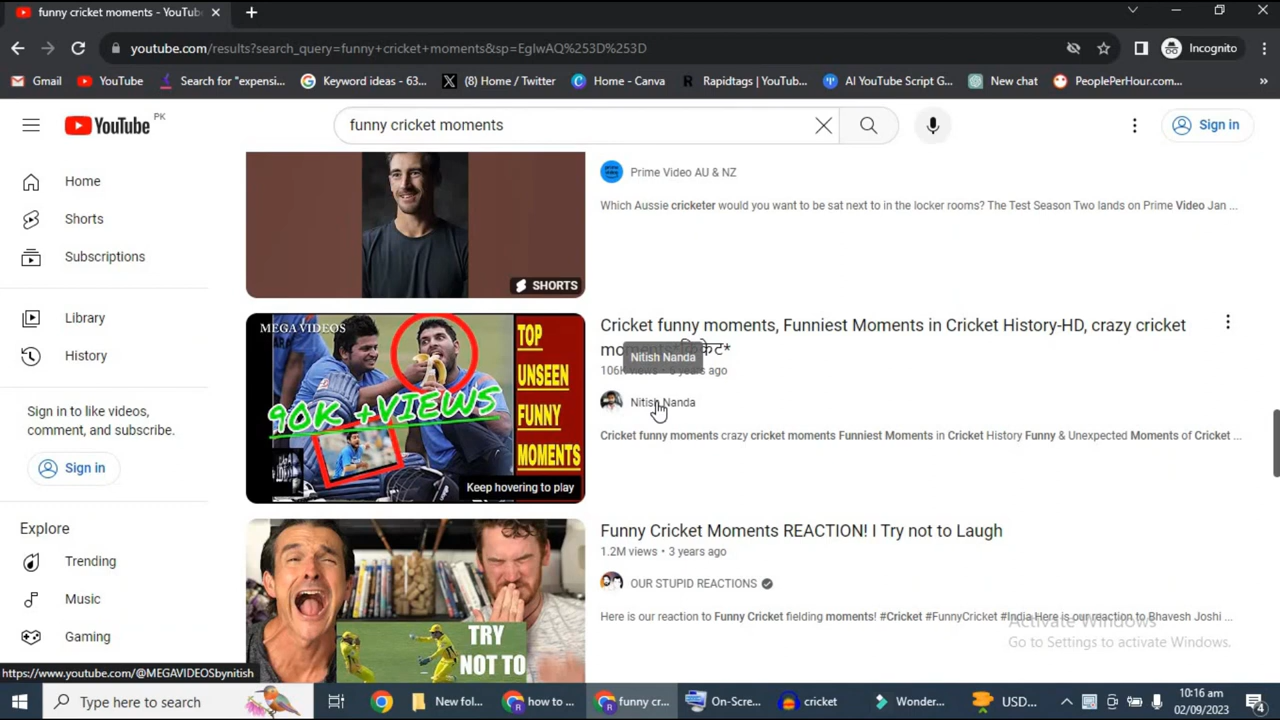 funny cricket moments - YouTub
youtube.com/results?search_query=funny+cricket+moments&sp=EgIwAQ%253D%253D
Incognito
Gmail
YouTube
Search for "expensi...
Keyword ideas - 63...
(8) Home / Twitter
Home - Canva
Rapidtags | YouTub...
AI YouTube Script G...
New chat
PeoplePerHour.com...
YouTube PK
funny cricket moments
Sign in
Home
Shorts
Subscriptions
Library
History
Sign in to like videos,
comment, and subscribe.
Sign in
Explore
Trending
Music
Gaming
prime video
Prime Video AU & NZ
Which Aussie cricketer would you want to be sat next to in the locker rooms? The Test Season Two lands on Prime Video Jan ...
SHORTS
MEGA VIDEOS
TOP
UNSEEN
FUNNY
MOMENTS
90K +VIEWS
Keep hovering to play
Cricket funny moments, Funniest Moments in Cricket History-HD, crazy cricket
Nitish Nanda
106K views • 6 years ago
Nitish Nanda
Cricket funny moments crazy cricket moments Funniest Moments in Cricket History Funny & Unexpected Moments of Cricket ...
TRY
NOT TO
Funny Cricket Moments REACTION! I Try not to Laugh
1.2M views • 3 years ago
OUR STUPID REACTIONS
Here is our reaction to Funny Cricket fielding moments! #Cricket #FunnyCricket #India Here is our reaction to Bhavesh Joshi ...
Activate Windows
Go to Settings to activate Windows.
https://www.youtube.com/@MEGAVIDEOSbynitish
Type here to search
New fol...
how to ...
funny cr...
On-Scre...
cricket
Wonder...
USD...
10:16 am
02/09/2023
4